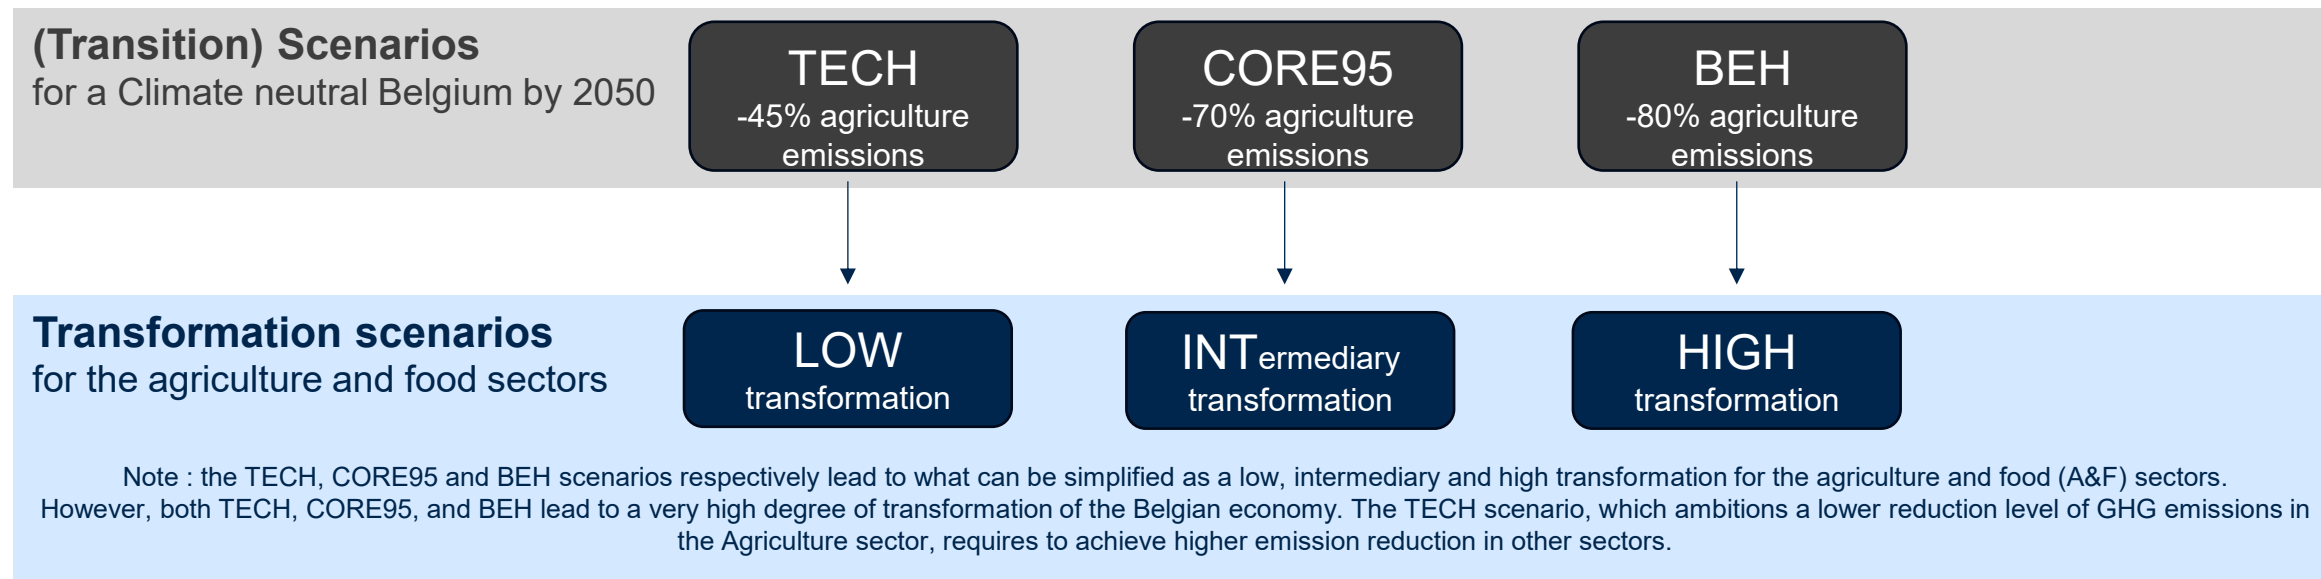 (Transition) Scenarios
for a Climate neutral Belgium by 2050
TECH
-45% agriculture
emissions
CORE95
-70% agriculture
emissions
BEH
-80% agriculture
emissions
Transformation scenarios
for the agriculture and food sectors
LOW
transformation
INTermediary
transformation
HIGH
transformation
Note : the TECH, CORE95 and BEH scenarios respectively lead to what can be simplified as a low, intermediary and high transformation for the agriculture and food (A&F) sectors.
However, both TECH, CORE95, and BEH lead to a very high degree of transformation of the Belgian economy. The TECH scenario, which ambitions a lower reduction level of GHG emissions in
the Agriculture sector, requires to achieve higher emission reduction in other sectors.